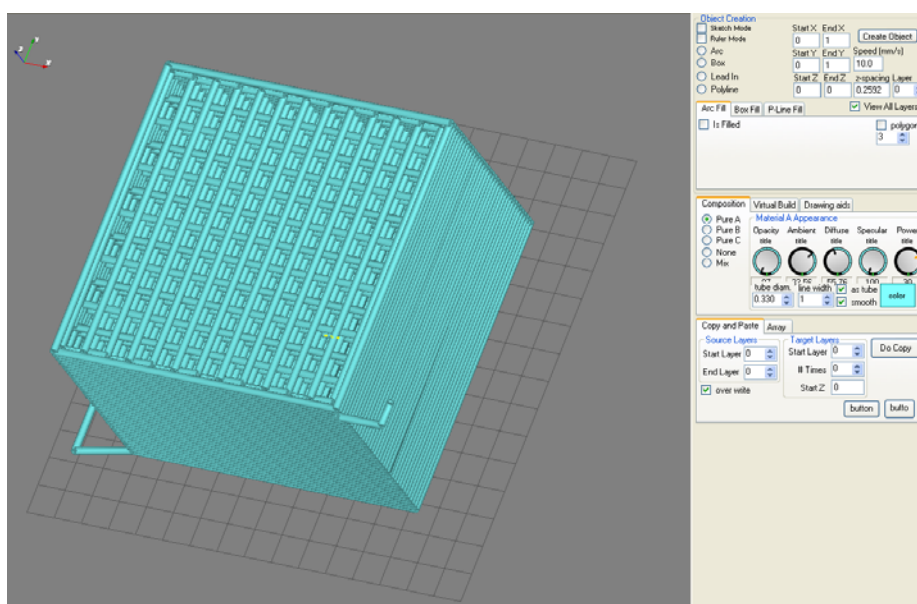 Object Creation
Sketch Mode
Start X End X
Ruler Mode
0 1
Create Object
Arc
Start Y End Y Speed (mm/s)
Box
0 1 10.0
Lead In
Start Z End Z z-spacing Layer
Polyline
0 0 0.2592 0
Arc Fill Box Fill P-Line Fill
View All Layers
Is Filled
polygon
3
Composition Virtual Build Drawing aids
Pure A
Material A Appearance
Pure B
Opacity Ambient Diffuse Specular Power
Pure C
title title title title title
None
Mix
tube diam. line width as tube
0.330 1 smooth
color
Copy and Paste Array
Source Layers
Target Layers
Start Layer 0
Start Layer 0
Do Copy
End Layer 0
# Times 0
over write
Start Z 0
button butto